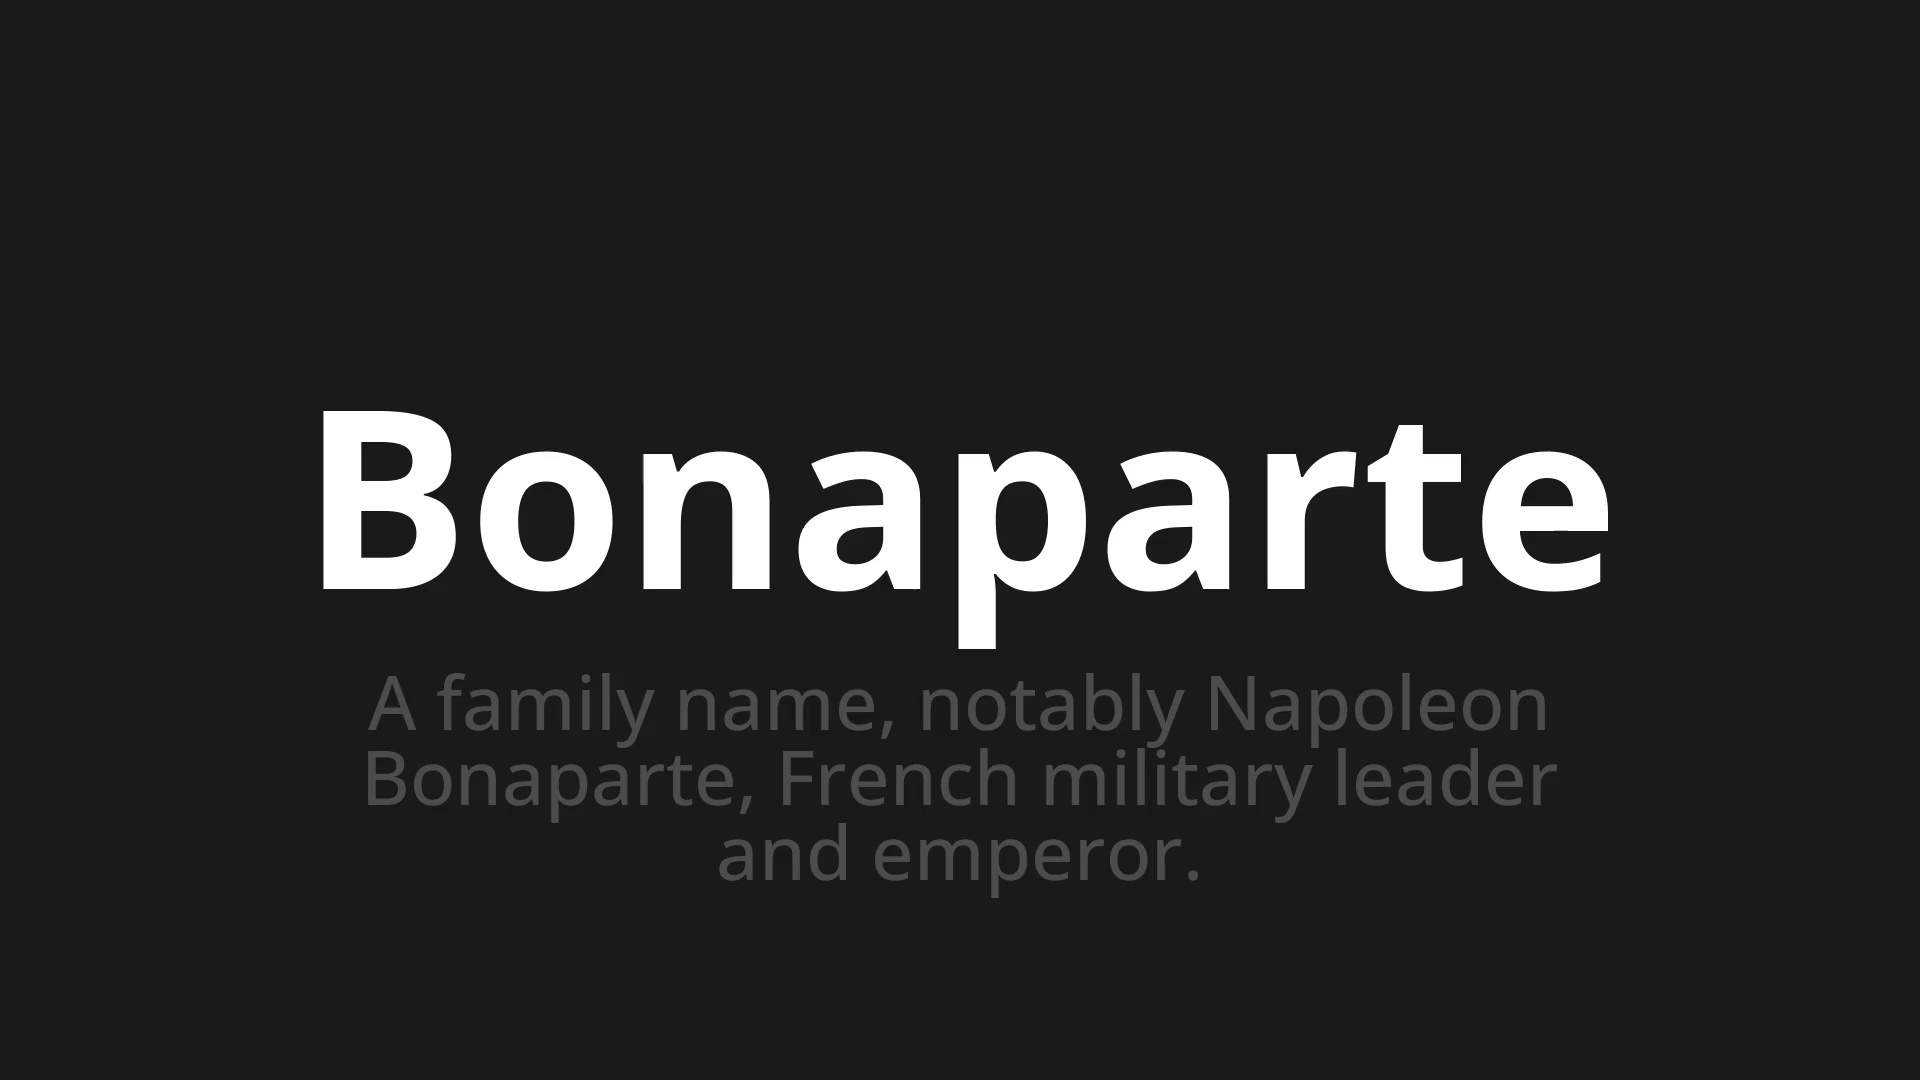 Bonaparte
A family name, notably Napoleon
Bonaparte, French military leader
and emperor.